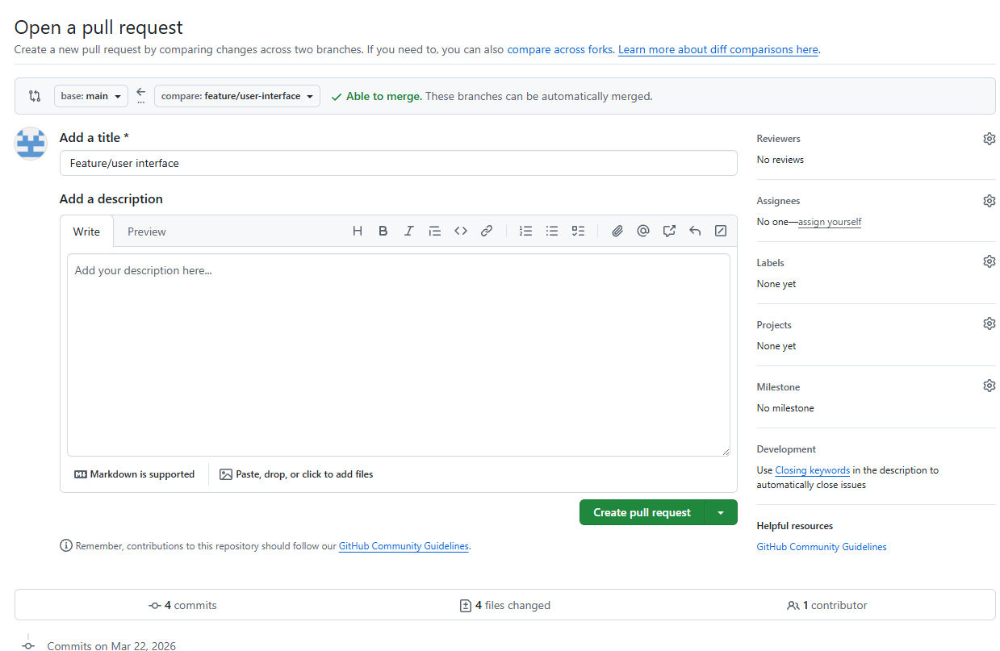 Open a pull request
Create a new pull request by comparing changes across two branches. If you need to, you can also compare across forks. Learn more about diff comparisons here.
base: main
compare: feature/user-interface
Able to merge. These branches can be automatically merged.
Add a title *
Feature/user interface
Add a description
Write
Preview
Add your description here...
Markdown is supported
Paste, drop, or click to add files
Create pull request
Remember, contributions to this repository should follow our GitHub Community Guidelines.
Reviewers
No reviews
Assignees
No one—assign yourself
Labels
None yet
Projects
None yet
Milestone
No milestone
Development
Use Closing keywords in the description to
automatically close issues
Helpful resources
GitHub Community Guidelines
4 commits
4 files changed
1 contributor
Commits on Mar 22, 2026